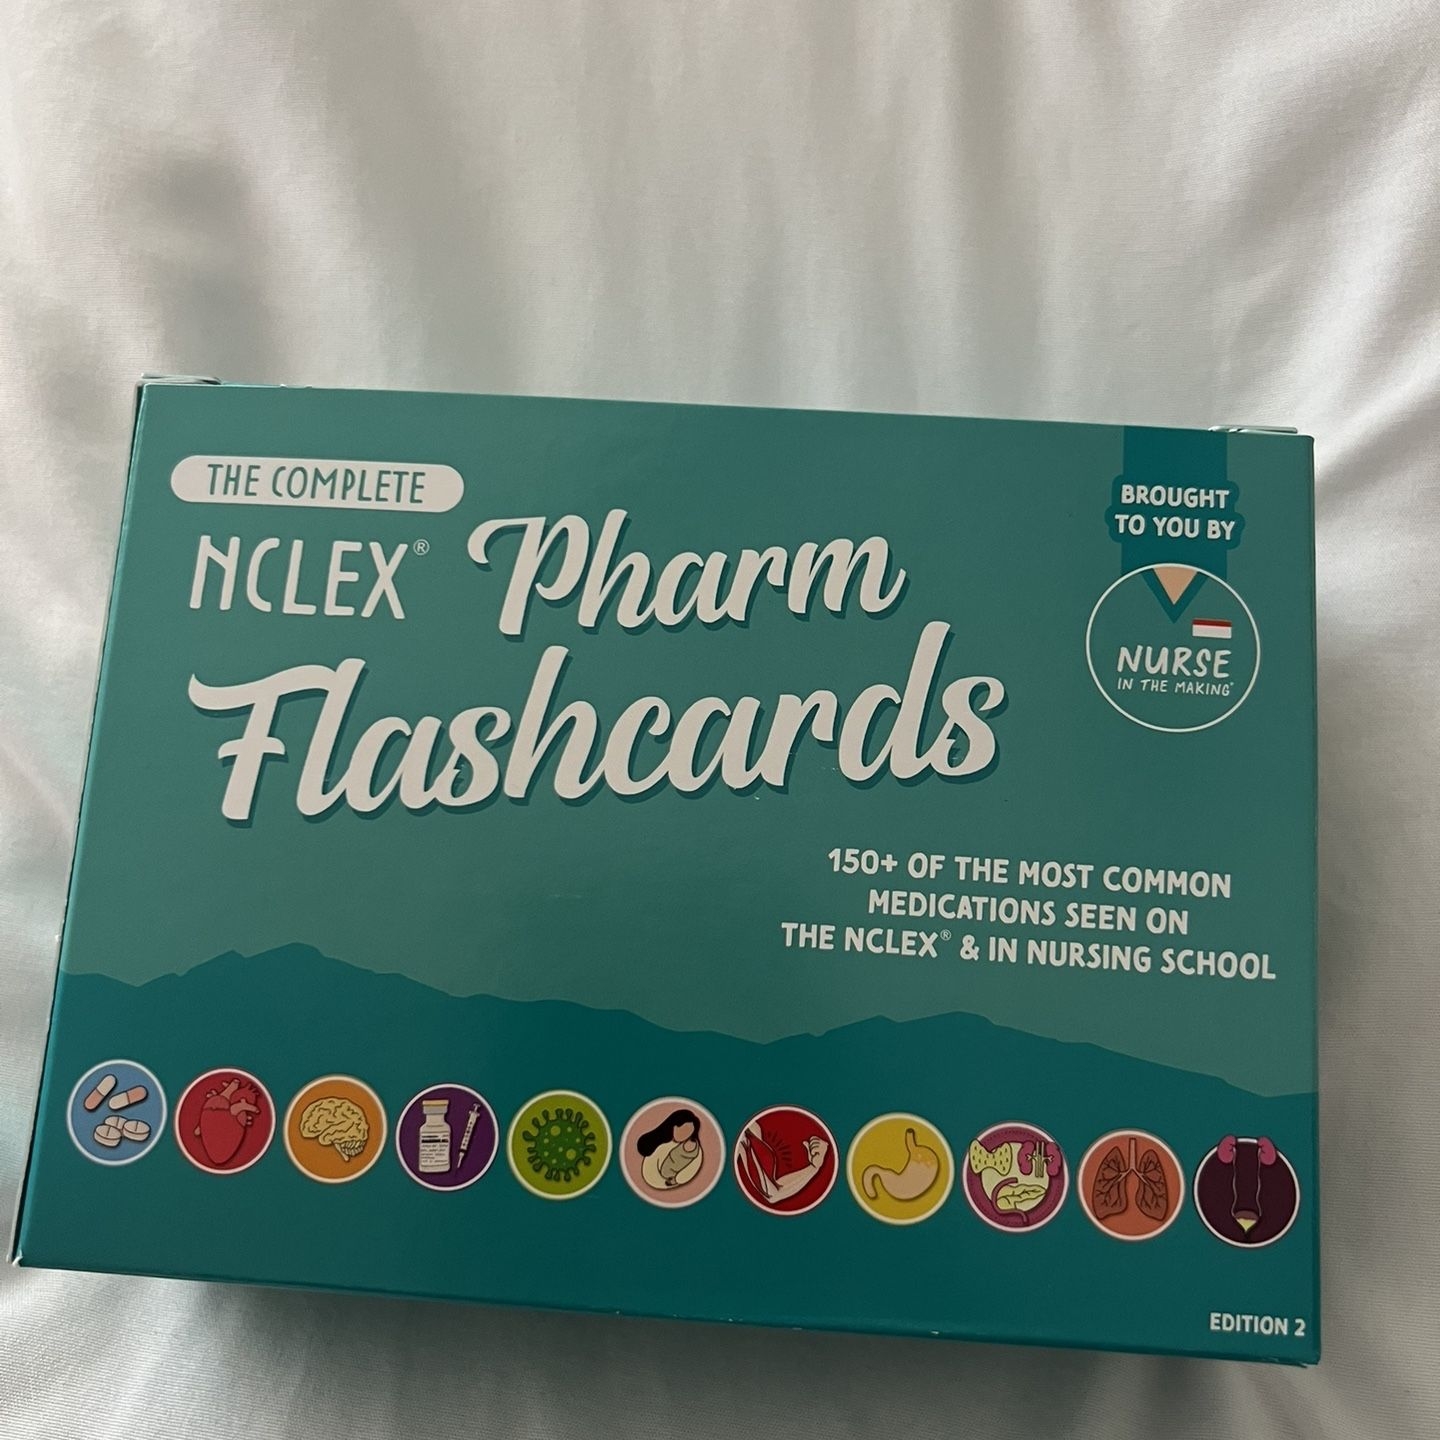 THE COMPLETE
NCLEX® Pharm
Flashcards
BROUGHT
TO YOU BY
NURSE
IN THE MAKING®
150+ OF THE MOST COMMON
MEDICATIONS SEEN ON
THE NCLEX® & IN NURSING SCHOOL
EDITION 2